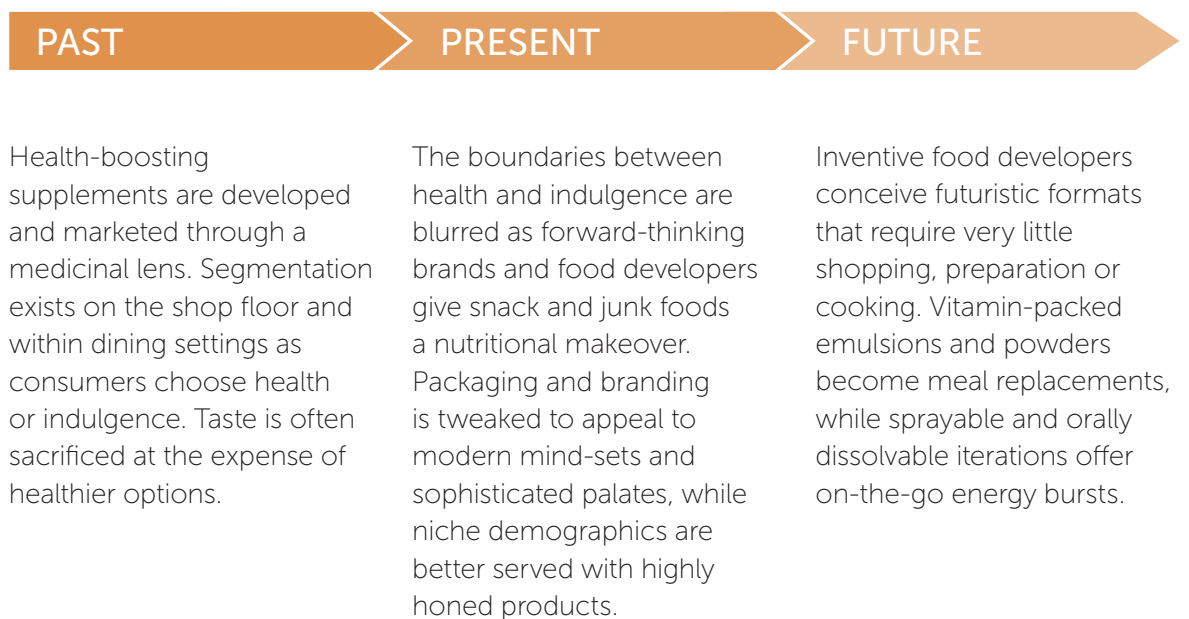 PAST
PRESENT
FUTURE
Health-boosting
supplements are developed
and marketed through a
medicinal lens. Segmentation
exists on the shop floor and
within dining settings as
consumers choose health
or indulgence. Taste is often
sacrificed at the expense of
healthier options.
The boundaries between
health and indulgence are
blurred as forward-thinking
brands and food developers
give snack and junk foods
a nutritional makeover.
Packaging and branding
is tweaked to appeal to
modern mind-sets and
sophisticated palates, while
niche demographics are
better served with highly
honed products.
Inventive food developers
conceive futuristic formats
that require very little
shopping, preparation or
cooking. Vitamin-packed
emulsions and powders
become meal replacements,
while sprayable and orally
dissolvable iterations offer
on-the-go energy bursts.